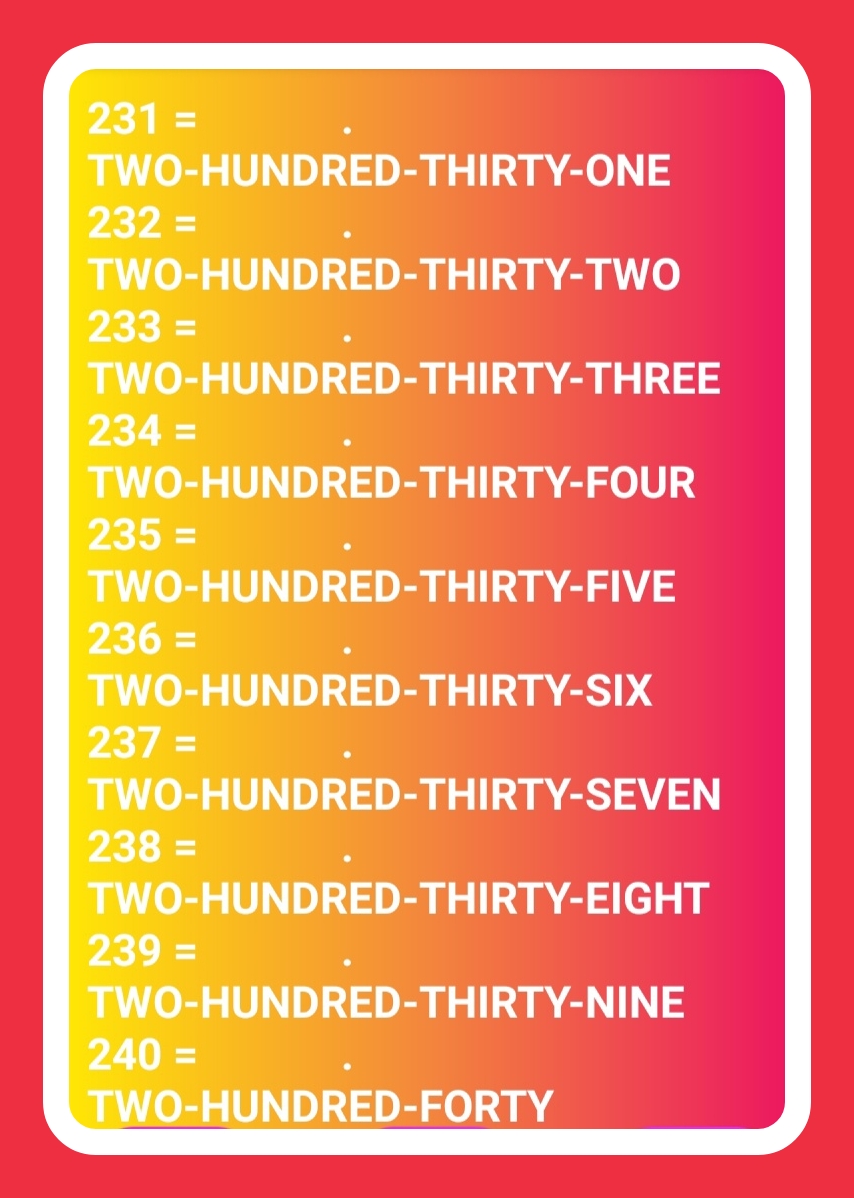 231 = .
TWO-HUNDRED-THIRTY-ONE
232 = .
TWO-HUNDRED-THIRTY-TWO
233 = .
TWO-HUNDRED-THIRTY-THREE
234 = .
TWO-HUNDRED-THIRTY-FOUR
235 = .
TWO-HUNDRED-THIRTY-FIVE
236 = .
TWO-HUNDRED-THIRTY-SIX
237 = .
TWO-HUNDRED-THIRTY-SEVEN
238 = .
TWO-HUNDRED-THIRTY-EIGHT
239 = .
TWO-HUNDRED-THIRTY-NINE
240 = .
TWO-HUNDRED-FORTY